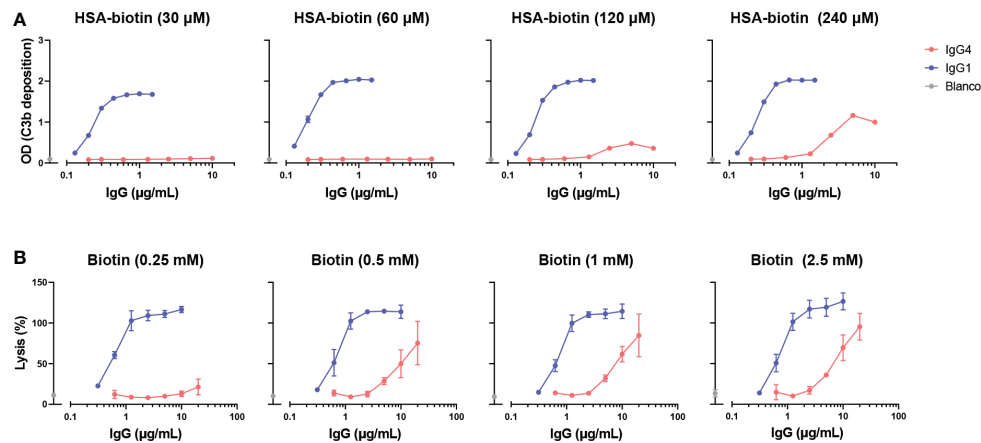 A
HSA-biotin (30 µM)
HSA-biotin (60 µM)
HSA-biotin (120 µM)
HSA-biotin (240 µM)
OD (C3b deposition)
3
2
1
0
0.1 1 10
0.1 1 10
0.1 1 10
0.1 1 10
IgG (µg/mL)
IgG (µg/mL)
IgG (µg/mL)
IgG (µg/mL)
IgG4
IgG1
Blanco
B
Biotin (0.25 mM)
Biotin (0.5 mM)
Biotin (1 mM)
Biotin (2.5 mM)
Lysis (%)
150
100
50
0
0.1 1 10 100
0.1 1 10 100
0.1 1 10 100
0.1 1 10 100
IgG (µg/mL)
IgG (µg/mL)
IgG (µg/mL)
IgG (µg/mL)